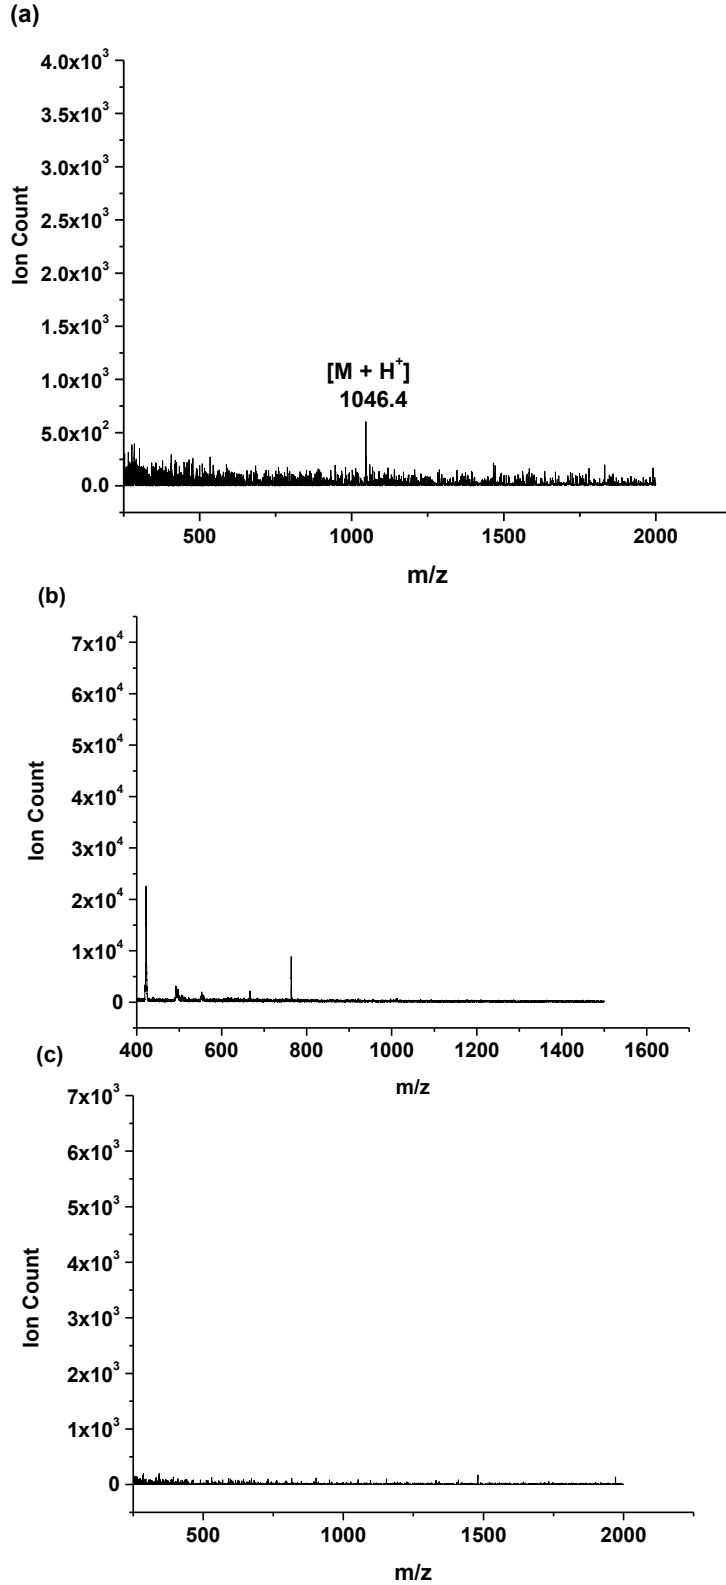 (a)
4.0x10³
3.5x10³
3.0x10³
2.5x10³
2.0x10³
1.5x10³
1.0x10³
5.0x10²
0.0
Ion Count
[M + H⁺]
1046.4
500 1000 1500 2000
m/z
(b)
7x10⁴
6x10⁴
5x10⁴
4x10⁴
3x10⁴
2x10⁴
1x10⁴
0
Ion Count
400 600 800 1000 1200 1400 1600
m/z
(c)
7x10³
6x10³
5x10³
4x10³
3x10³
2x10³
1x10³
0
Ion Count
500 1000 1500 2000
m/z